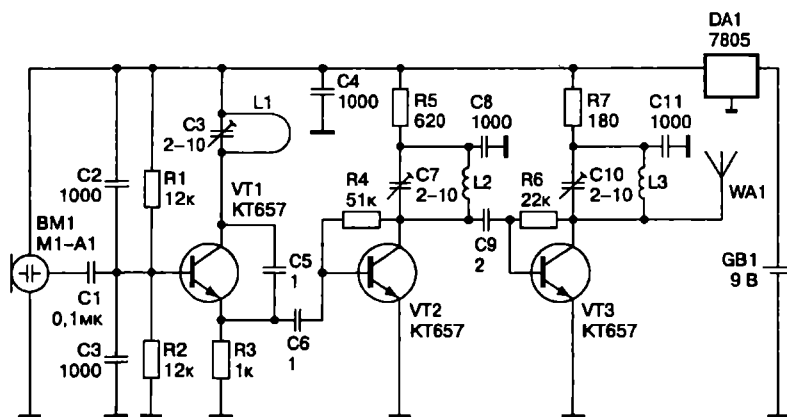 DA1
7805
C3
2–10
L1
C4
1000
R5
620
C8
1000
R7
180
C11
1000
C2
1000
R1
12к
VT1
КТ657
R4
51к
C7
2–10
L2
R6
22к
C10
2–10
L3
WA1
BM1
M1–A1
C1
0,1мк
C5
1
C9
2
GB1
9 В
C6
1
VT2
КТ657
VT3
КТ657
C3
1000
R2
12к
R3
1к